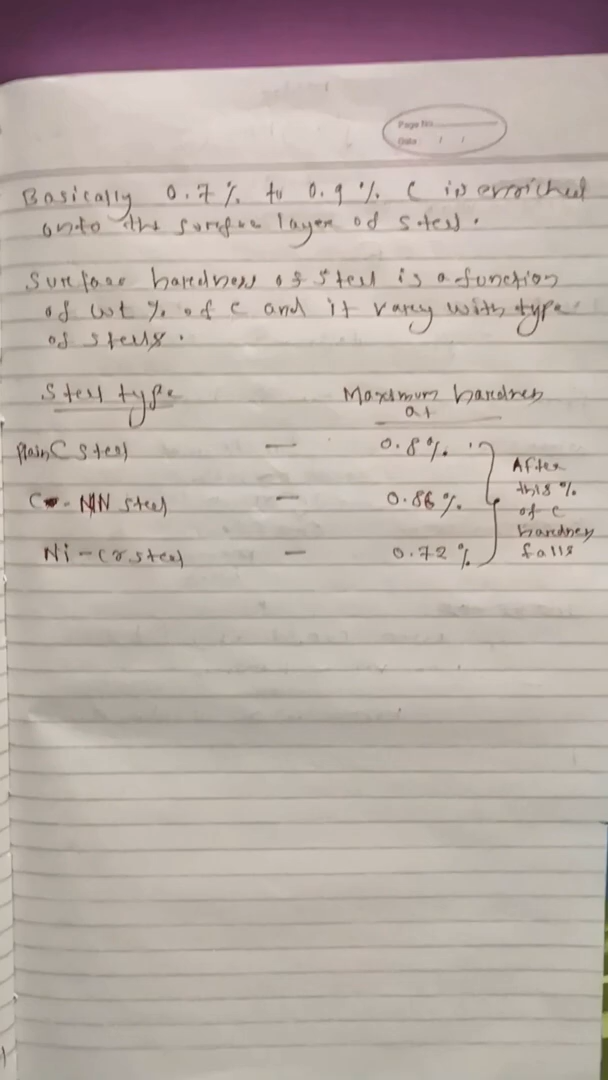 Page No.
Date / /
Basically 0.7% to 0.9% C is enriched
onto the surface layer of steel.
Surface hardness of steel is a function
of wt % of C and it vary with type
of steels.
Steel type Maximum hardness
at
Plain C steel — 0.8%
C - Mn steel — 0.86%
Ni - Cr steel — 0.72%
After
this %
of C
hardness
falls